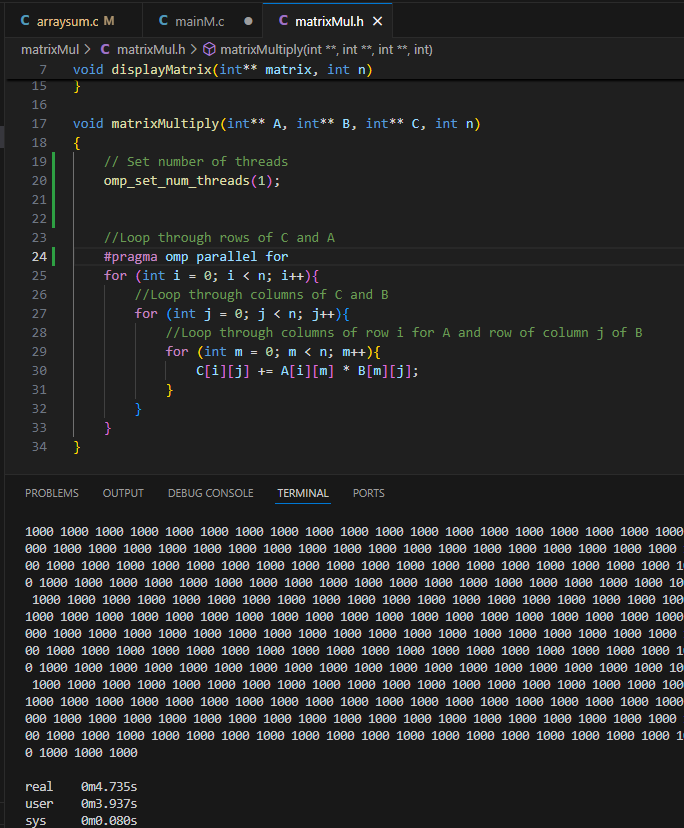 arraysum.c M
mainM.c
matrixMul.h
matrixMul > C matrixMul.h > matrixMultiply(int **, int **, int **, int)
7 void displayMatrix(int** matrix, int n)
15 }
16
17 void matrixMultiply(int** A, int** B, int** C, int n)
18 {
19 // Set number of threads
20 omp_set_num_threads(1);
21
22
23 //Loop through rows of C and A
24 #pragma omp parallel for
25 for (int i = 0; i < n; i++){
26 //Loop through columns of C and B
27 for (int j = 0; j < n; j++){
28 //Loop through columns of row i for A and row of column j of B
29 for (int m = 0; m < n; m++){
30 C[i][j] += A[i][m] * B[m][j];
31 }
32 }
33 }
34 }
PROBLEMS OUTPUT DEBUG CONSOLE TERMINAL PORTS
1000 1000 1000 1000 1000 1000 1000 1000 1000 1000 1000 1000 1000 1000 1000 1000 1000 1000 1000
000 1000 1000 1000 1000 1000 1000 1000 1000 1000 1000 1000 1000 1000 1000 1000 1000 1000 1000
00 1000 1000 1000 1000 1000 1000 1000 1000 1000 1000 1000 1000 1000 1000 1000 1000 1000 1000 10
0 1000 1000 1000 1000 1000 1000 1000 1000 1000 1000 1000 1000 1000 1000 1000 1000 1000 1000 10
1000 1000 1000 1000 1000 1000 1000 1000 1000 1000 1000 1000 1000 1000 1000 1000 1000 1000 100
1000 1000 1000 1000 1000 1000 1000 1000 1000 1000 1000 1000 1000 1000 1000 1000 1000 1000 1000
000 1000 1000 1000 1000 1000 1000 1000 1000 1000 1000 1000 1000 1000 1000 1000 1000 1000 1000
00 1000 1000 1000 1000 1000 1000 1000 1000 1000 1000 1000 1000 1000 1000 1000 1000 1000 1000 10
0 1000 1000 1000 1000 1000 1000 1000 1000 1000 1000 1000 1000 1000 1000 1000 1000 1000 1000 10
1000 1000 1000 1000 1000 1000 1000 1000 1000 1000 1000 1000 1000 1000 1000 1000 1000 1000 100
1000 1000 1000 1000 1000 1000 1000 1000 1000 1000 1000 1000 1000 1000 1000 1000 1000 1000 1000
000 1000 1000 1000 1000 1000 1000 1000 1000 1000 1000 1000 1000 1000 1000 1000 1000 1000 1000
00 1000 1000 1000 1000 1000 1000 1000 1000 1000 1000 1000 1000 1000 1000 1000 1000 1000 1000 10
0 1000 1000 1000
real 0m4.735s
user 0m3.937s
sys 0m0.080s